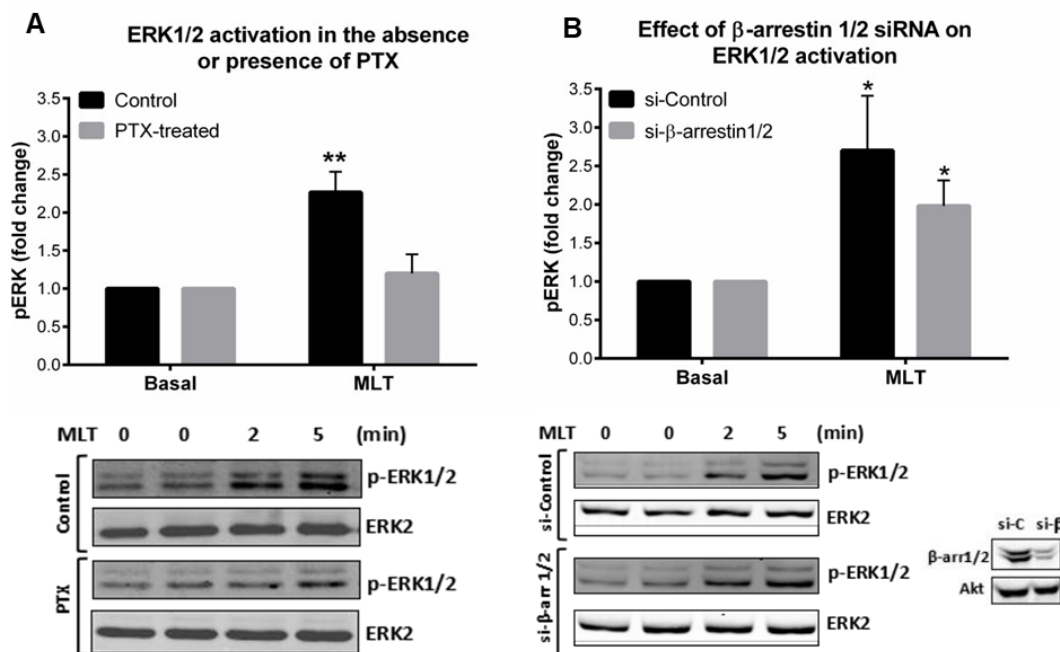 A
ERK1/2 activation in the absence
or presence of PTX
pERK (fold change)
3.5
3.0
2.5
2.0
1.5
1.0
0.5
0.0
Control
PTX-treated
**
Basal
MLT
MLT 0 0 2 5 (min)
Control
p-ERK1/2
ERK2
PTX
p-ERK1/2
ERK2
B
Effect of β-arrestin 1/2 siRNA on
ERK1/2 activation
pERK (fold change)
3.5
3.0
2.5
2.0
1.5
1.0
0.5
0.0
si-Control
si-β-arrestin1/2
*
*
Basal
MLT
MLT 0 0 2 5 (min)
si-Control
p-ERK1/2
ERK2
si-β-arr 1/2
p-ERK1/2
ERK2
si-C si-β
β-arr1/2
Akt